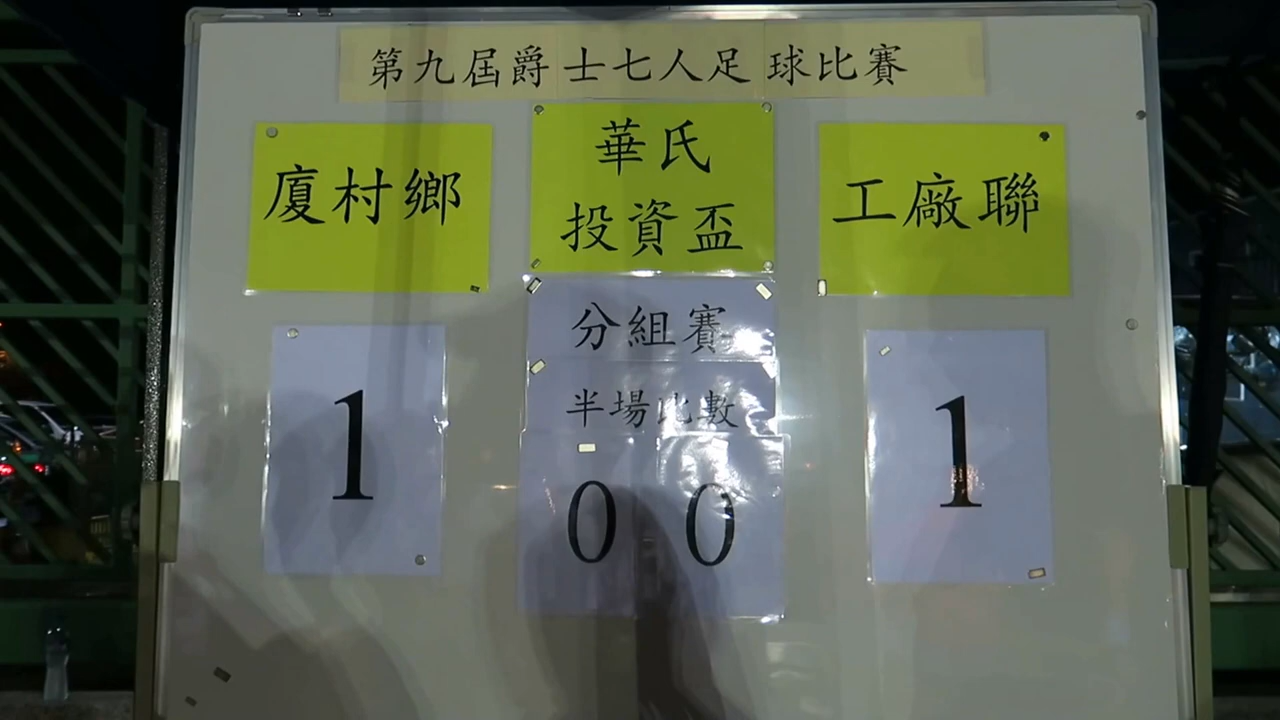 第九屆爵士七人足球比賽
廈村鄉
華氏
投資盃
工廠聯
分組賽
半場比數
1
0 0
1